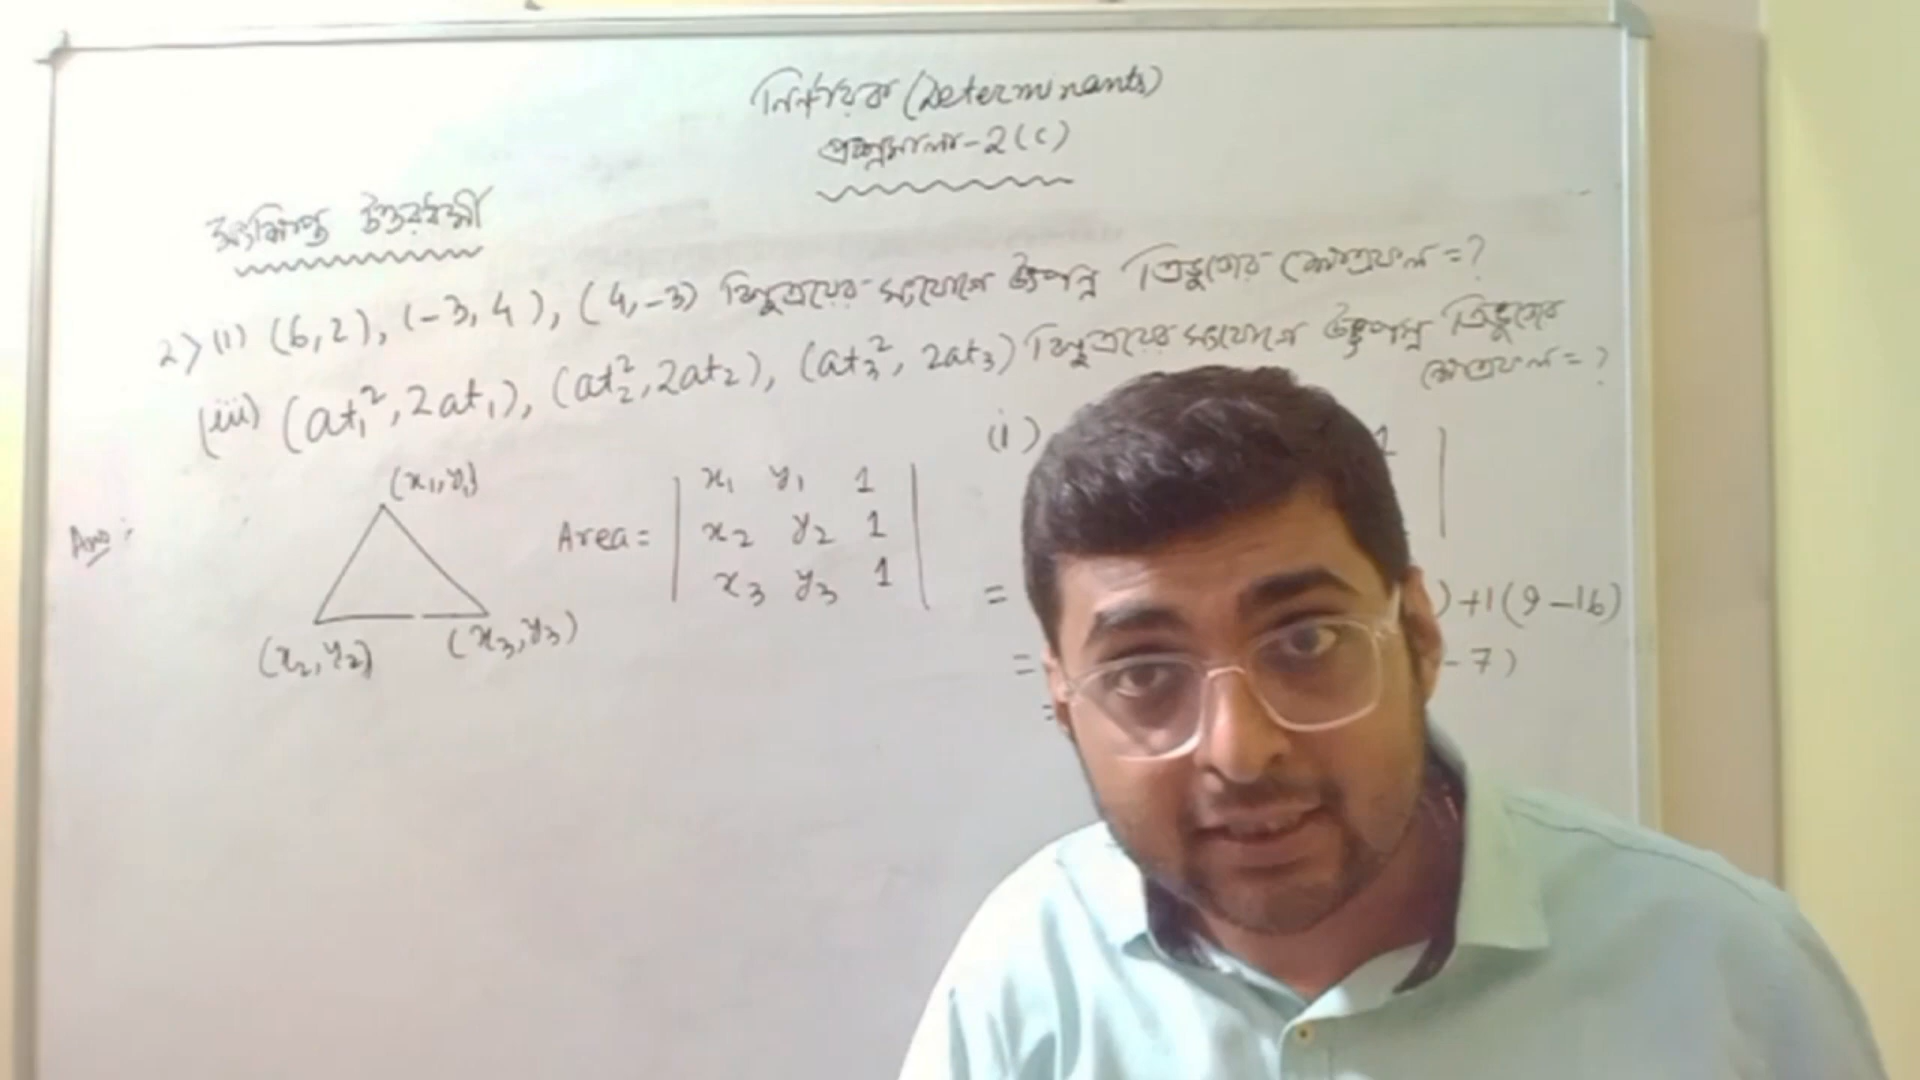 নির্ণায়ক (Determinants)
প্রশ্নমালা - 2(c)
সংক্ষিপ্ত উত্তরধর্মী
2) (i) (6,2), (-3,4), (4,-3) বিন্দুত্রয়ের সংযোগে উৎপন্ন ত্রিভুজের ক্ষেত্রফল = ?
(iii) (at₁², 2at₁), (at₂², 2at₂), (at₃², 2at₃) বিন্দুত্রয়ের সংযোগে উৎপন্ন ত্রিভুজের
ক্ষেত্রফল = ?
Ans :
(x₁, y₁)
(x₂, y₂) (x₃, y₃)
Area = | x₁ y₁ 1 |
| x₂ y₂ 1 |
| x₃ y₃ 1 |
(i) 1 |
= ) +1(9-16)
= -7)
=